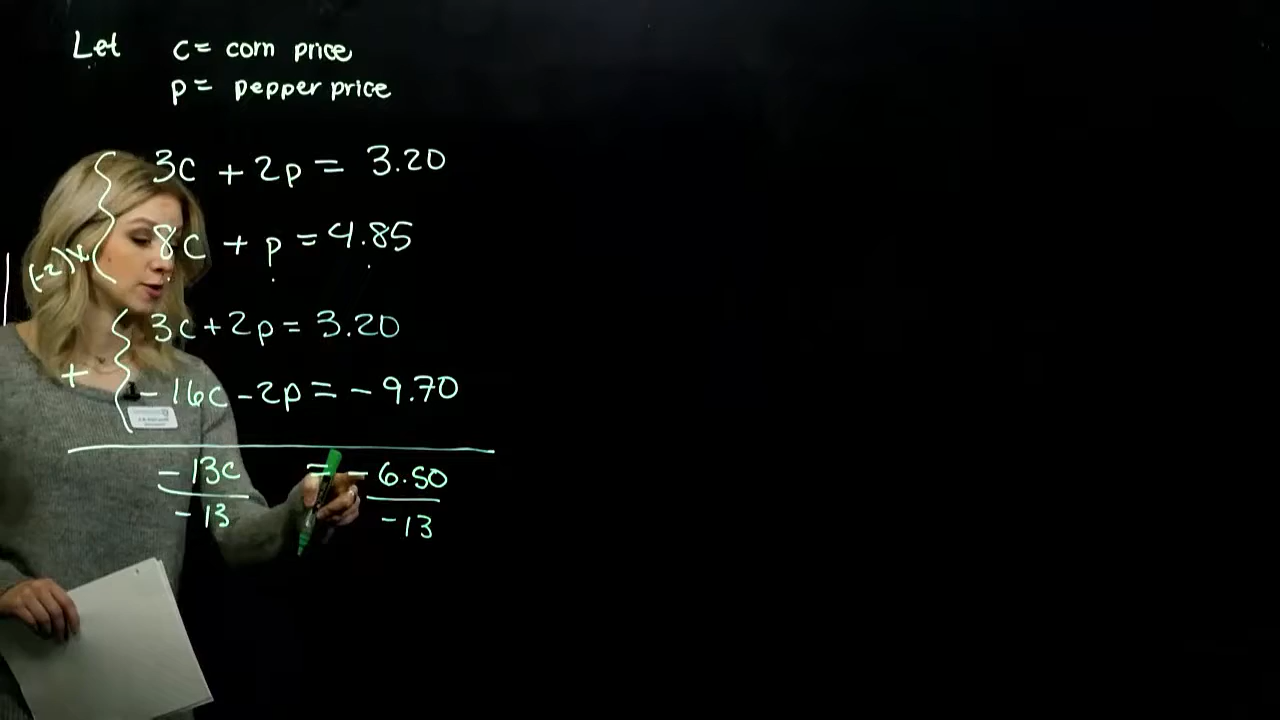 Let c = corn price
p = pepper price
3c + 2p = 3.20
8c + p = 4.85
(-2) x
3c + 2p = 3.20
+
-16c - 2p = -9.70
-13c = -6.50
-13 -13